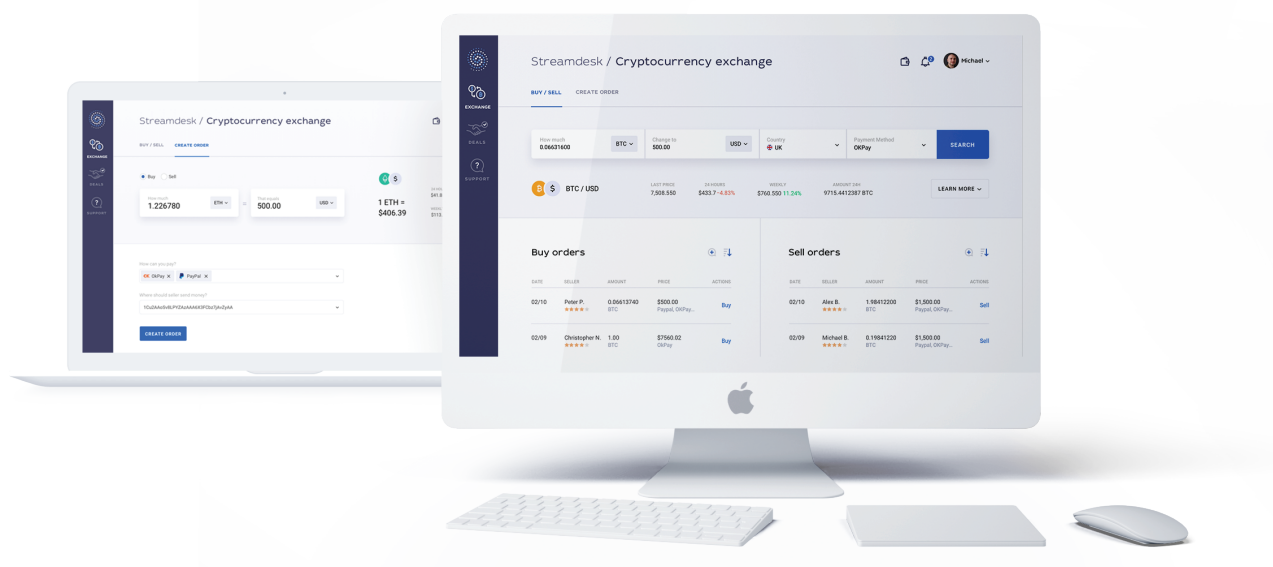 Streamdesk / Cryptocurrency exchange
BUY / SELL CREATE ORDER
EXCHANGE
DEALS
SUPPORT
Buy Sell
How much
1.226780 ETH = 500.00 USD
1 ETH =
$406.39
How can you pay?
OK OkPay × PayPal ×
Where should seller send money?
CREATE ORDER
Streamdesk / Cryptocurrency exchange
2 Michael
EXCHANGE
DEALS
SUPPORT
BUY / SELL CREATE ORDER
How much Change to Country Payment Method
0.06631600 BTC 500.00 USD UK OKPay SEARCH
LAST PRICE 24 HOURS WEEKLY AMOUNT 24H
BTC / USD 7,508.550 $433.7 -4.83% $760.550 11.24% 9715.4412387 BTC LEARN MORE
Buy orders
DATE SELLER AMOUNT PRICE ACTIONS
02/10 Peter P. 0.06613740 $500.00 Buy
BTC Paypal, OKPay...
02/09 Christopher N. 1.00 $7560.02 Buy
BTC OkPay
Sell orders
DATE SELLER AMOUNT PRICE ACTIONS
02/10 Alex B. 1.98412200 $1,500.00 Sell
BTC Paypal, OKPay...
02/09 Michael B. 0.19841220 $1,500.00 Sell
BTC Paypal, OKPay...